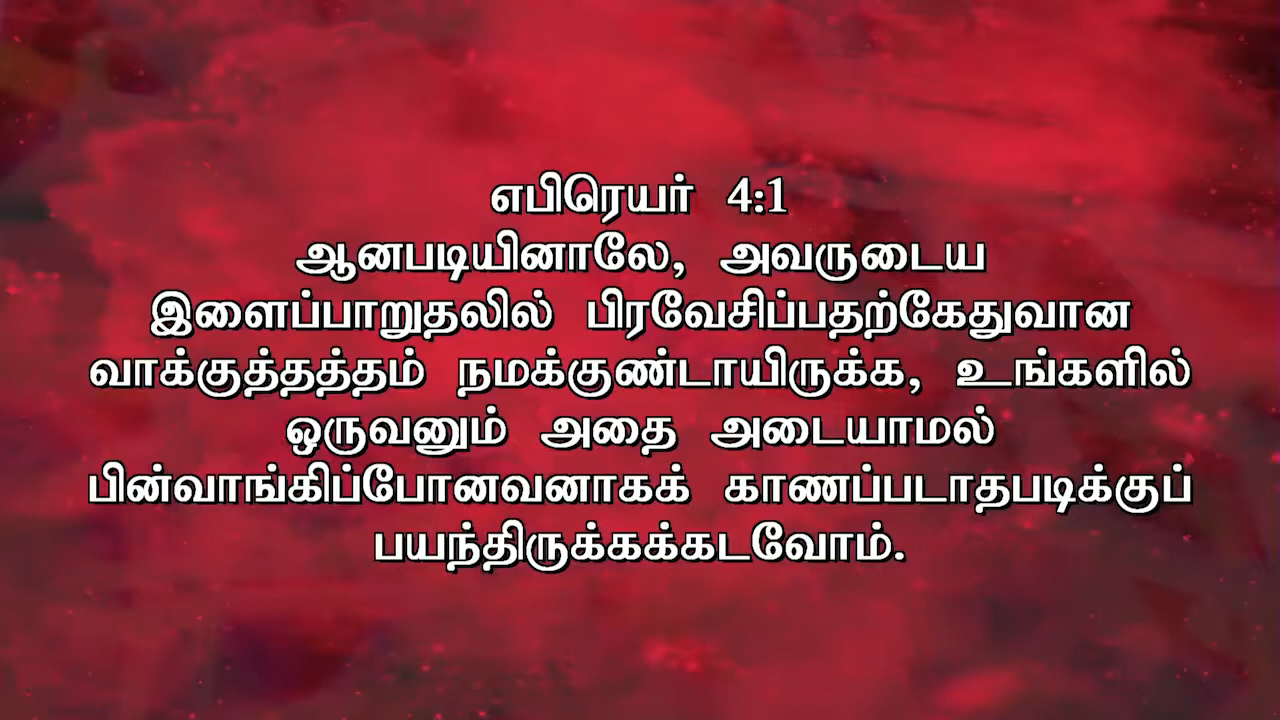 எபிரெயர் 4:1
ஆனபடியினாலே, அவருடைய
இளைப்பாறுதலில் பிரவேசிப்பதற்கேதுவான
வாக்குத்தத்தம் நமக்குண்டாயிருக்க, உங்களில்
ஒருவனும் அதை அடையாமல்
பின்வாங்கிப்போனவனாகக் காணப்படாதபடிக்குப்
பயந்திருக்கக்கடவோம்.